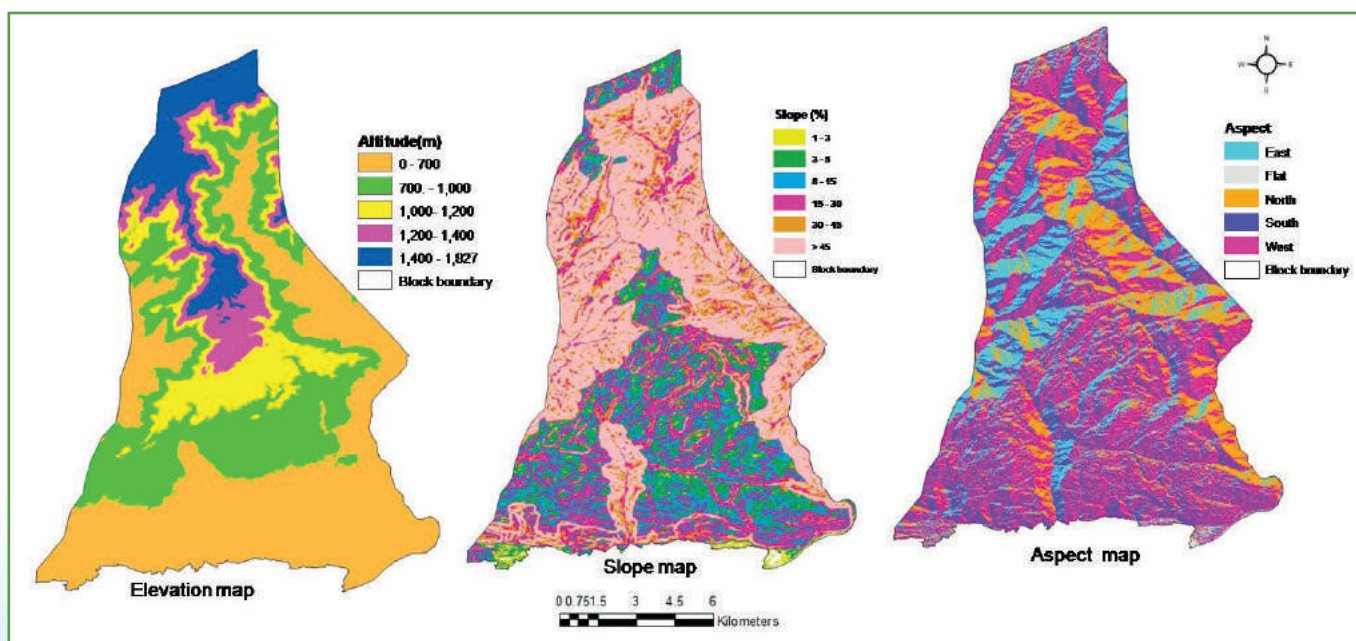 Altitude(m)
0 - 700
700. - 1,000
1,000- 1,200
1,200- 1,400
1,400 - 1,827
Block boundary
Elevation map
Slope (%)
1 - 3
3 - 8
8 - 15
15 - 30
30 - 45
> 45
Block boundary
Slope map
0 0.75 1.5 3 4.5 6
Kilometers
N
W E
S
Aspect
East
Flat
North
South
West
Block boundary
Aspect map